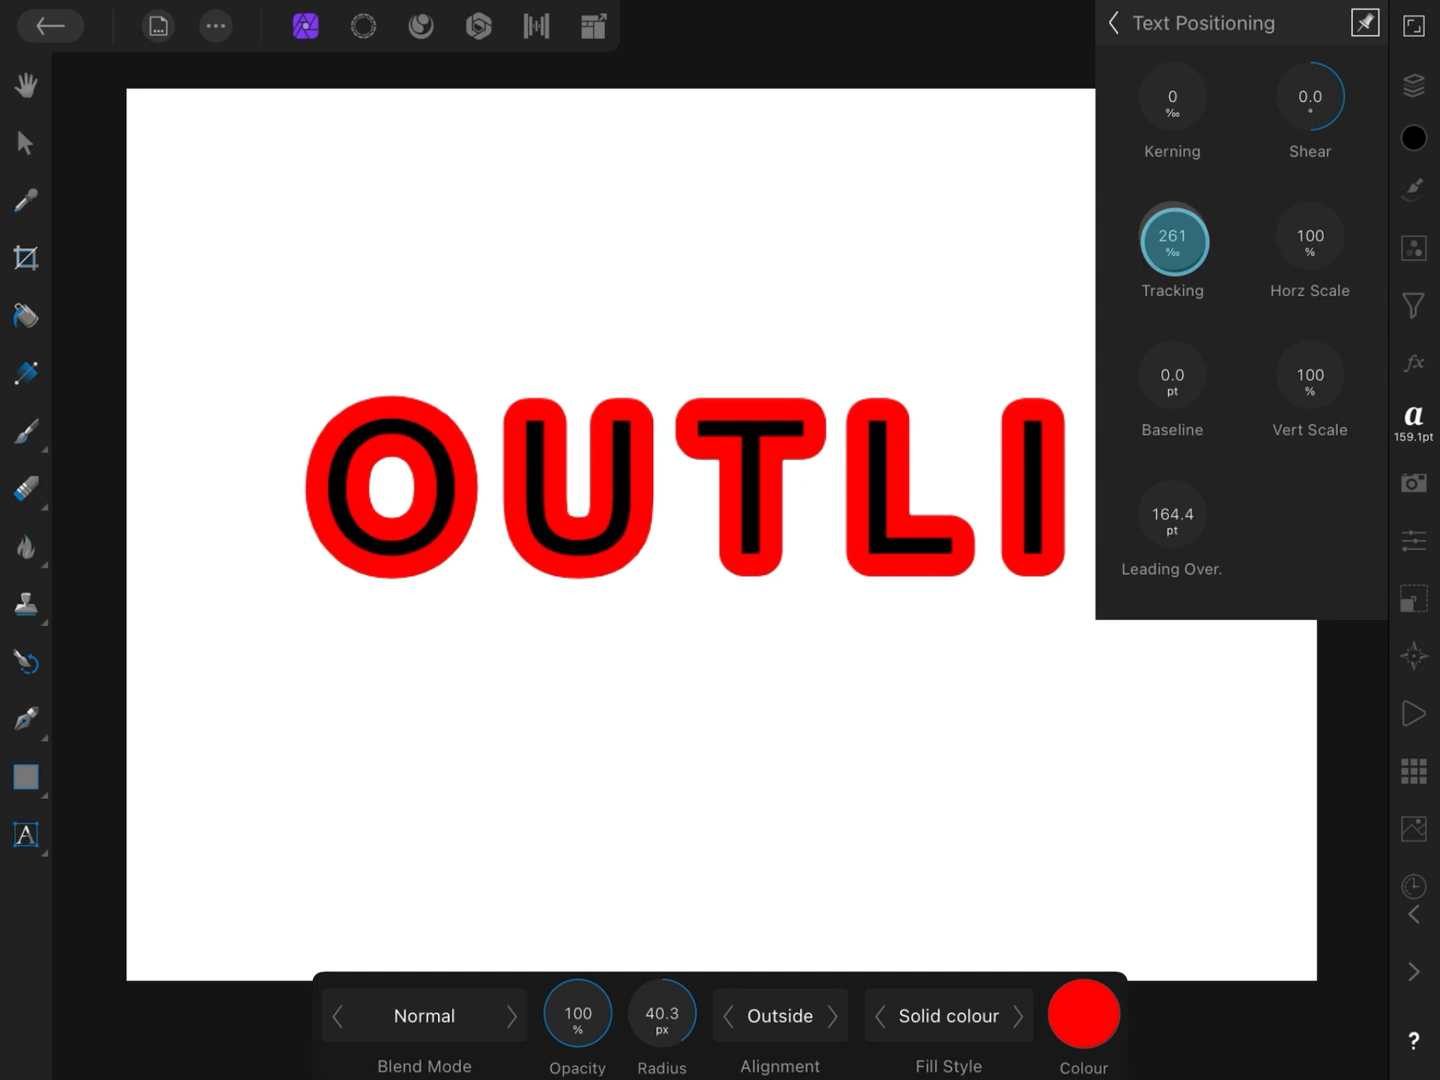 Text Positioning
0
‰
Kerning
0.0
°
Shear
261
‰
Tracking
100
%
Horz Scale
0.0
pt
Baseline
100
%
Vert Scale
164.4
pt
Leading Over.
fx
a
159.1pt
OUTLI
A
Normal
Blend Mode
100
%
Opacity
40.3
px
Radius
Outside
Alignment
Solid colour
Fill Style
Colour
?